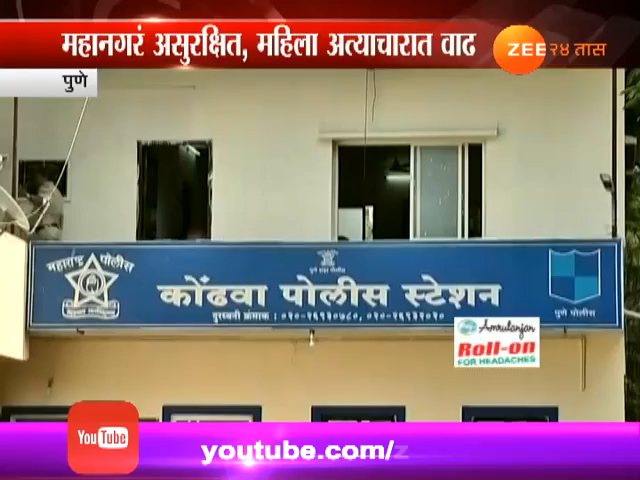 महानगरं असुरक्षित, महिला अत्याचारात वाढ
ZEE २४ तास
पुणे
महाराष्ट्र पोलीस
पुणे शहर पोलीस
कोंढवा पोलीस स्टेशन
पुणे पोलीस
Amrutanjan
Roll-on
FOR HEADACHES
YouTube
youtube.com/z